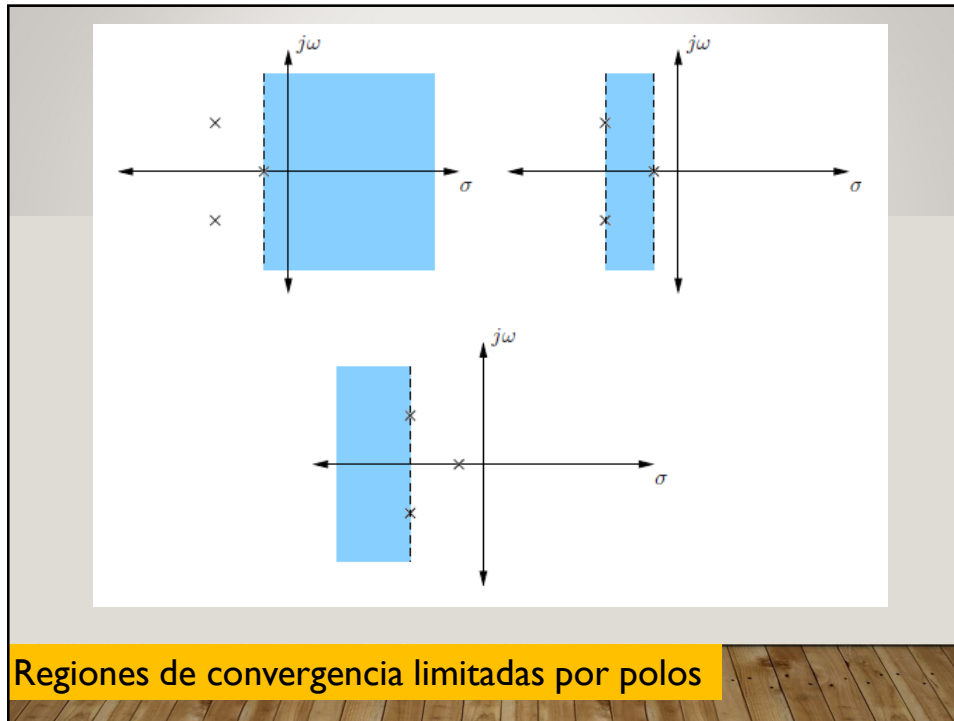 jω
σ
jω
σ
jω
σ
Regiones de convergencia limitadas por polos